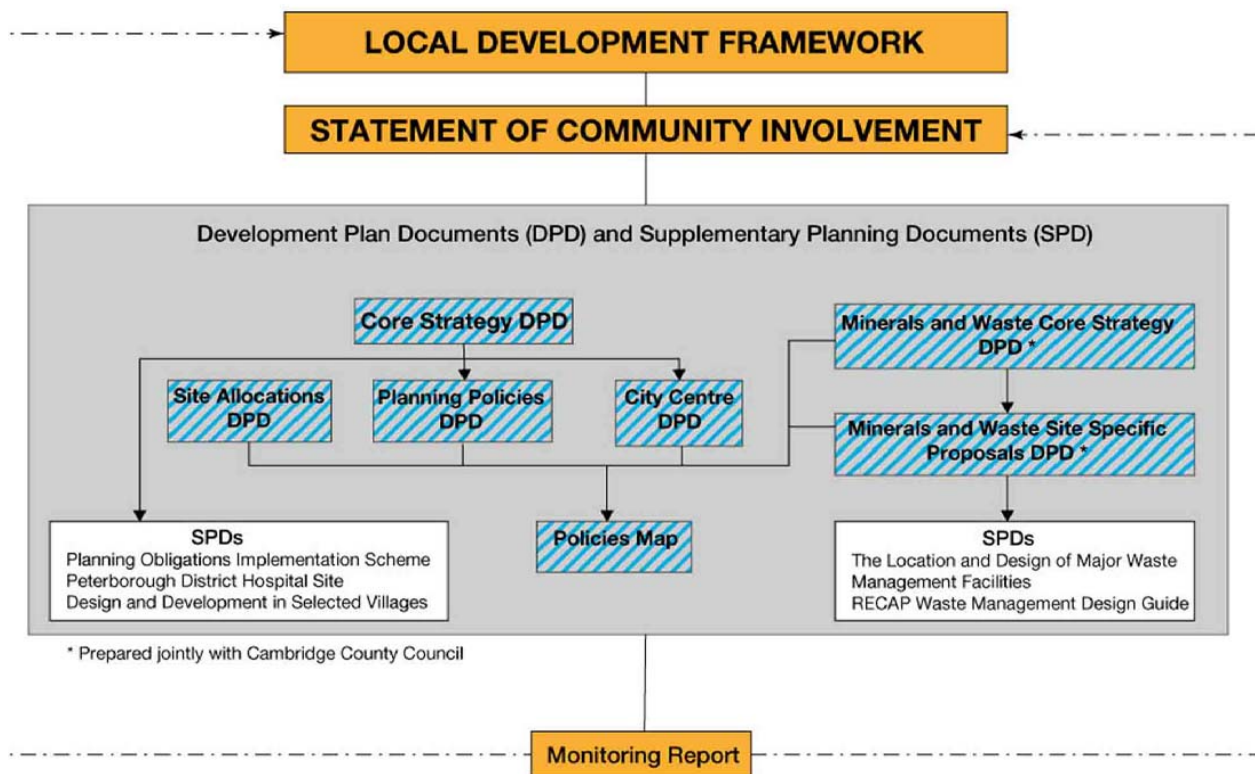 LOCAL DEVELOPMENT FRAMEWORK
STATEMENT OF COMMUNITY INVOLVEMENT
Development Plan Documents (DPD) and Supplementary Planning Documents (SPD)
Core Strategy DPD
Minerals and Waste Core Strategy
DPD *
Site Allocations
DPD
Planning Policies
DPD
City Centre
DPD
Minerals and Waste Site Specific
Proposals DPD *
SPDs
Planning Obligations Implementation Scheme
Peterborough District Hospital Site
Design and Development in Selected Villages
Policies Map
SPDs
The Location and Design of Major Waste
Management Facilities
RECAP Waste Management Design Guide
* Prepared jointly with Cambridge County Council
Monitoring Report